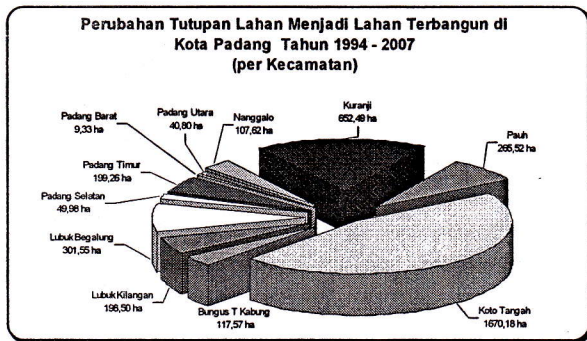 Perubahan Tutupan Lahan Menjadi Lahan Terbangun di
Kota Padang Tahun 1994 - 2007
(per Kecamatan)
Kuranji
652,49 ha
Pauh
265,52 ha
Koto Tangah
1670,18 ha
Bungus T Kabung
117,57 ha
Lubuk Kilangan
198,50 ha
Lubuk Begalung
301,55 ha
Padang Selatan
49,98 ha
Padang Timur
199,26 ha
Padang Barat
9,33 ha
Padang Utara
40,80 ha
Nanggalo
107,62 ha